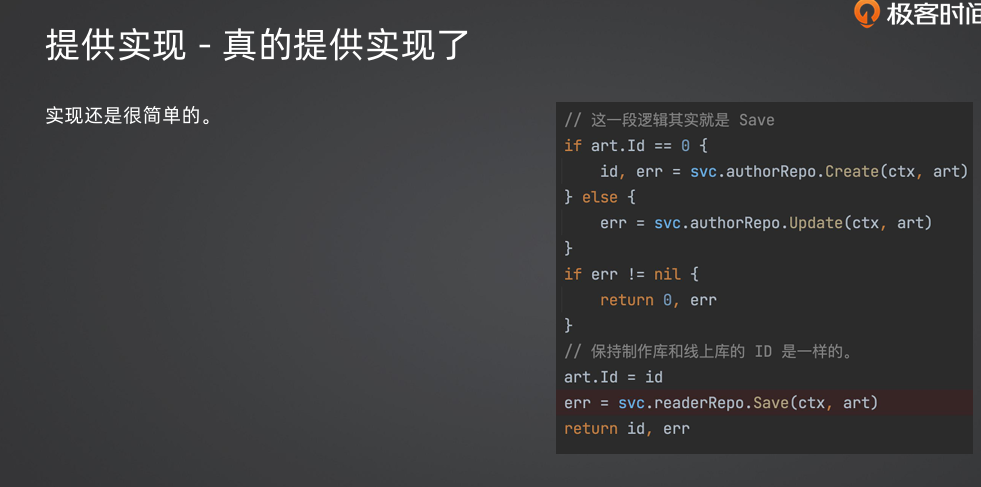 极客时间
提供实现 - 真的提供实现了
实现还是很简单的。
// 这一段逻辑其实就是 Save
if art.Id == 0 {
    id, err = svc.authorRepo.Create(ctx, art)
} else {
    err = svc.authorRepo.Update(ctx, art)
}
if err != nil {
    return 0, err
}
// 保持制作库和线上库的 ID 是一样的。
art.Id = id
err = svc.readerRepo.Save(ctx, art)
return id, err